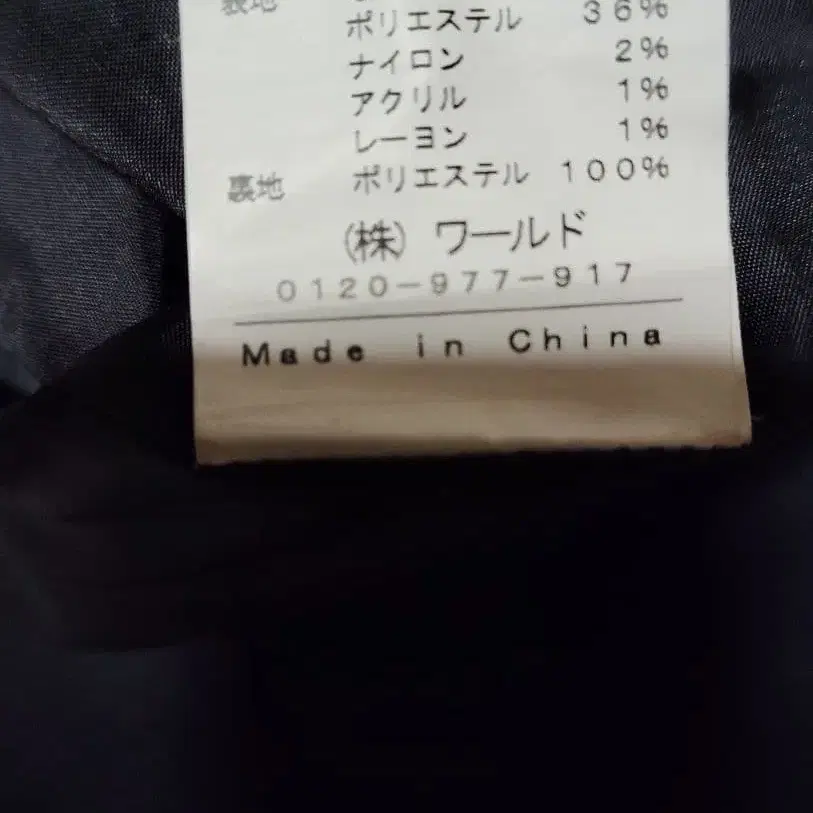 表地
ポリエステル 36%
ナイロン 2%
アクリル 1%
レーヨン 1%
裏地 ポリエステル 100%
(株) ワールド
0120-977-917
Made in China